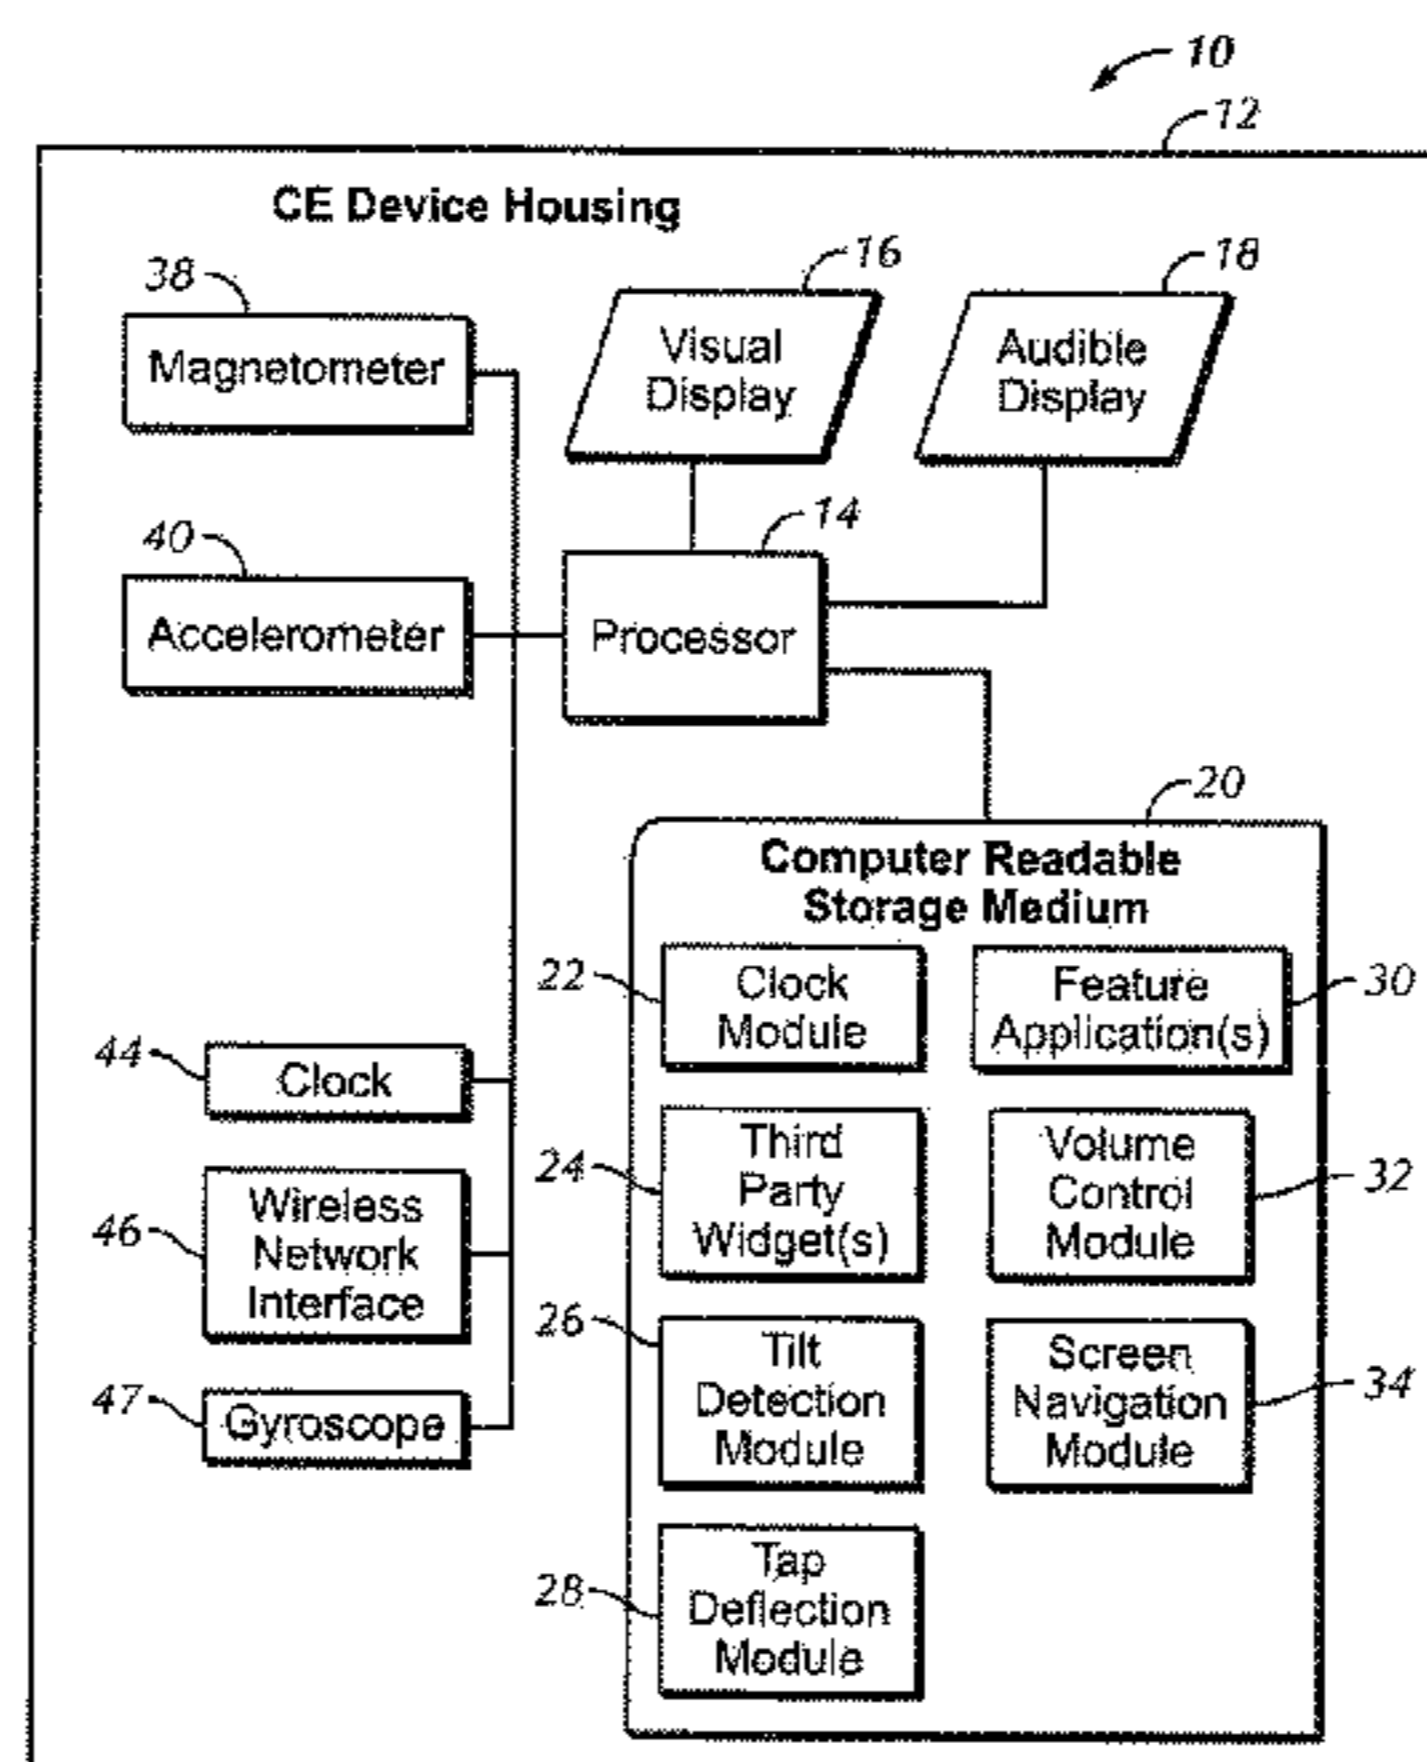 10
12
CE Device Housing
38
16
18
Magnetometer
Visual
Display
Audible
Display
40
14
Accelerometer
Processor
20
Computer Readable
Storage Medium
22
Clock
Module
Feature
Application(s)
30
44
Clock
24
Third
Party
Widget(s)
Volume
Control
Module
32
46
Wireless
Network
Interface
26
Tilt
Detection
Module
Screen
Navigation
Module
34
47
Gyroscope
28
Tap
Deflection
Module